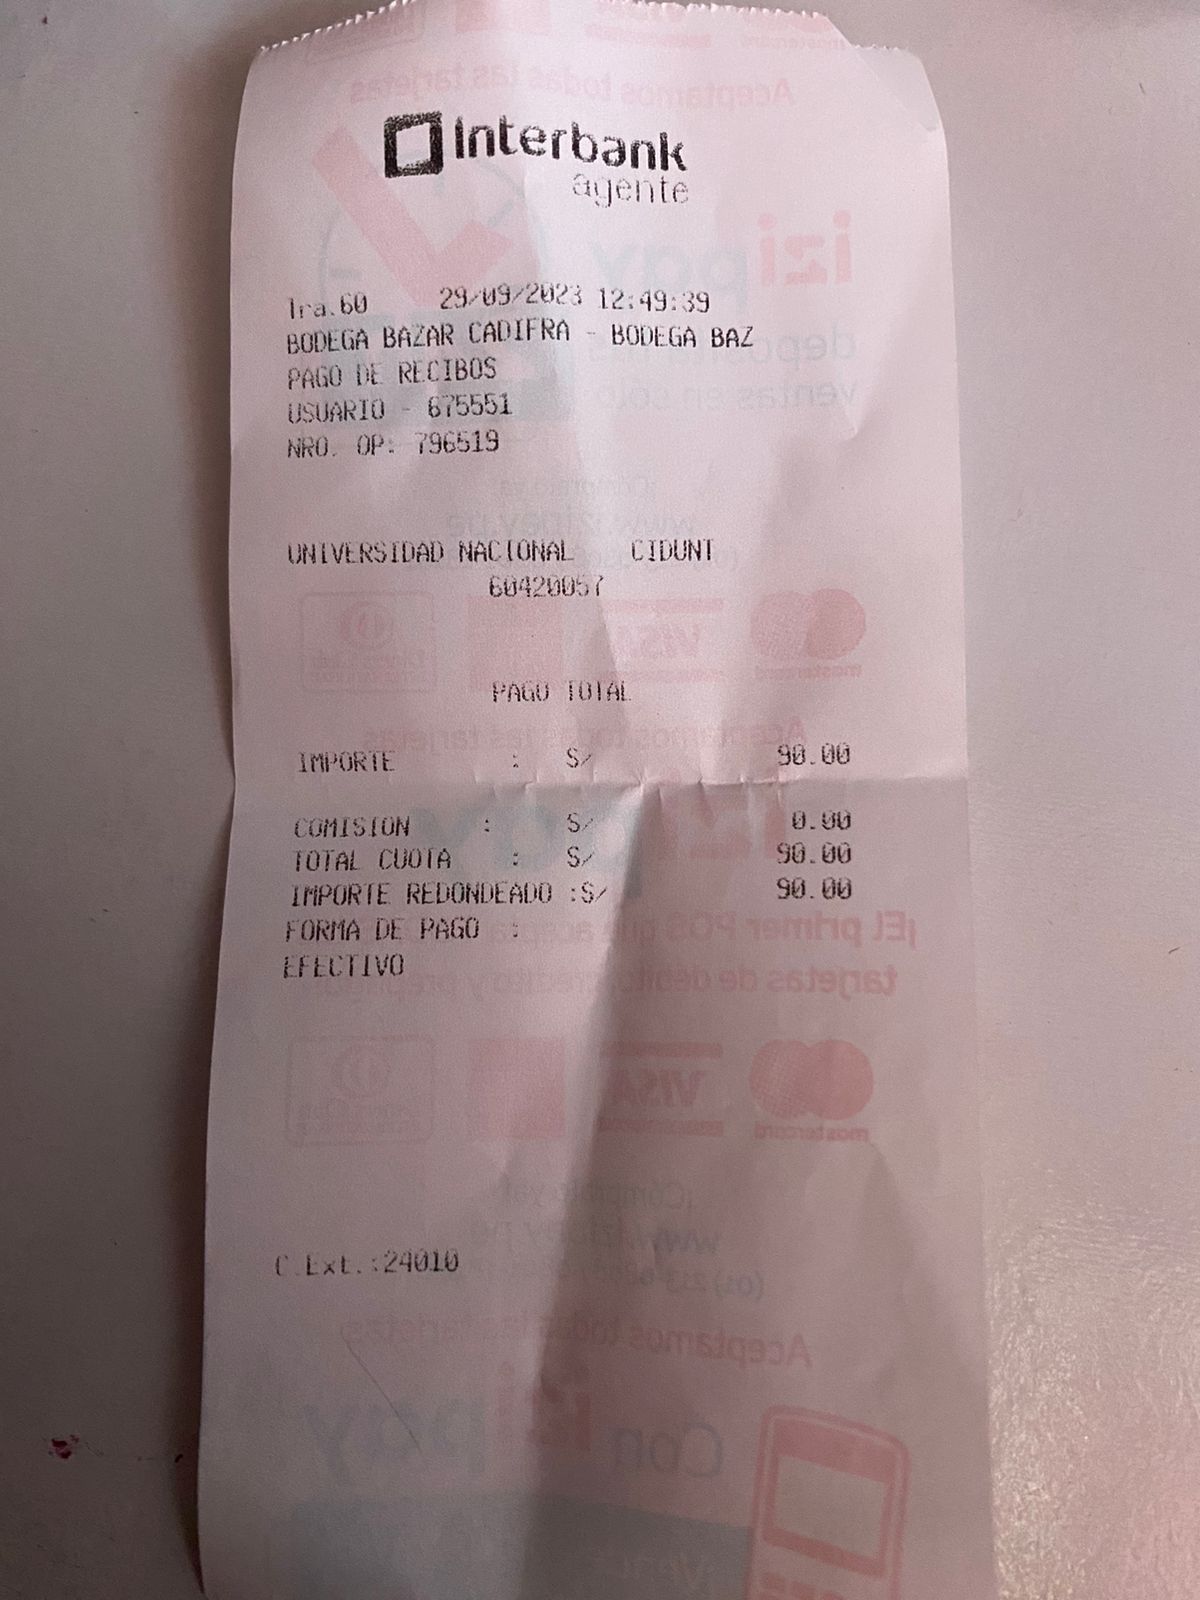 Interbank
agente
Tra.60 29/09/2023 12:49:39
BODEGA BAZAR CADIFRA - BODEGA BAZ
PAGO DE RECIBOS
USUARIO - 675551
NRO. OP: 796519
UNIVERSIDAD NACIONAL CIDUNT
60420057
PAGO TOTAL
IMPORTE : S/ 90.00
COMISION : S/ 0.00
TOTAL CUOTA : S/ 90.00
IMPORTE REDONDEADO :S/ 90.00
FORMA DE PAGO :
EFECTIVO
C.Ext.:24010